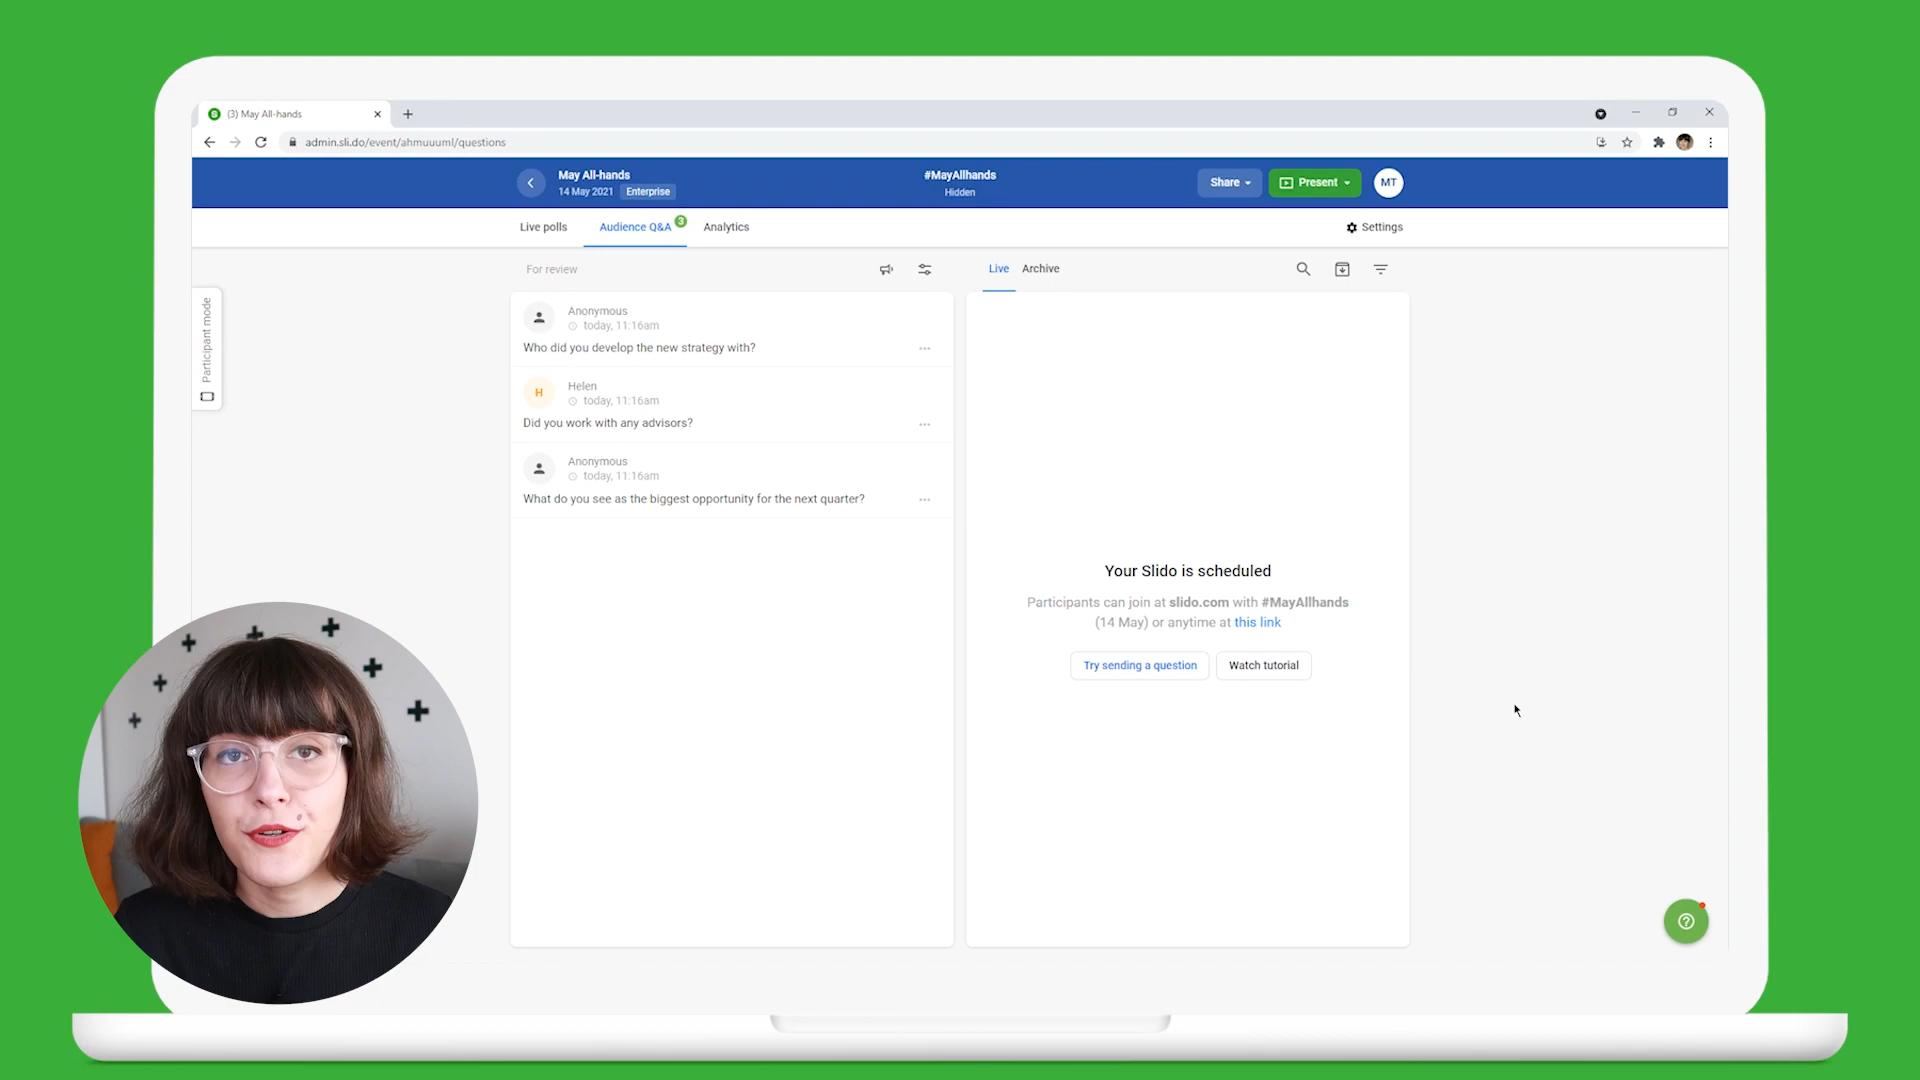 (3) May All-hands
admin.sli.do/event/ahmuuuml/questions
May All-hands
14 May 2021 Enterprise
#MayAllhands
Hidden
Share
Present
MT
Live polls
Audience Q&A
3
Analytics
Settings
Participant mode
For review
Live
Archive
Anonymous
today, 11:16am
Who did you develop the new strategy with?
H
Helen
today, 11:16am
Did you work with any advisors?
Anonymous
today, 11:16am
What do you see as the biggest opportunity for the next quarter?
Your Slido is scheduled
Participants can join at slido.com with #MayAllhands
(14 May) or anytime at this link
Try sending a question
Watch tutorial